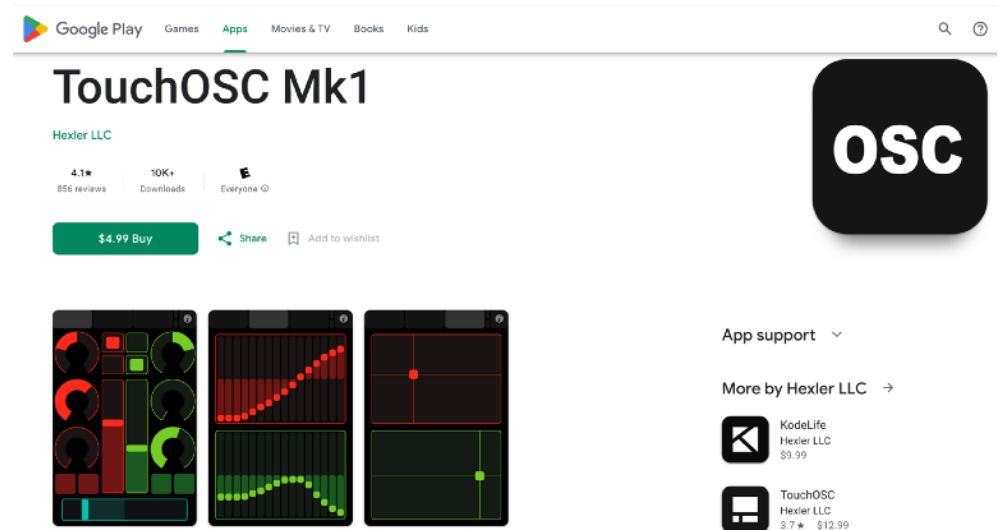 Google Play Games Apps Movies & TV Books Kids
TouchOSC Mk1
Hexler LLC
4.1★ 10K+ E
856 reviews Downloads Everyone
$4.99 Buy Share Add to wishlist
OSC
App support
More by Hexler LLC
KodeLife
Hexler LLC
$9.99
TouchOSC
Hexler LLC
3.7★ $12.99